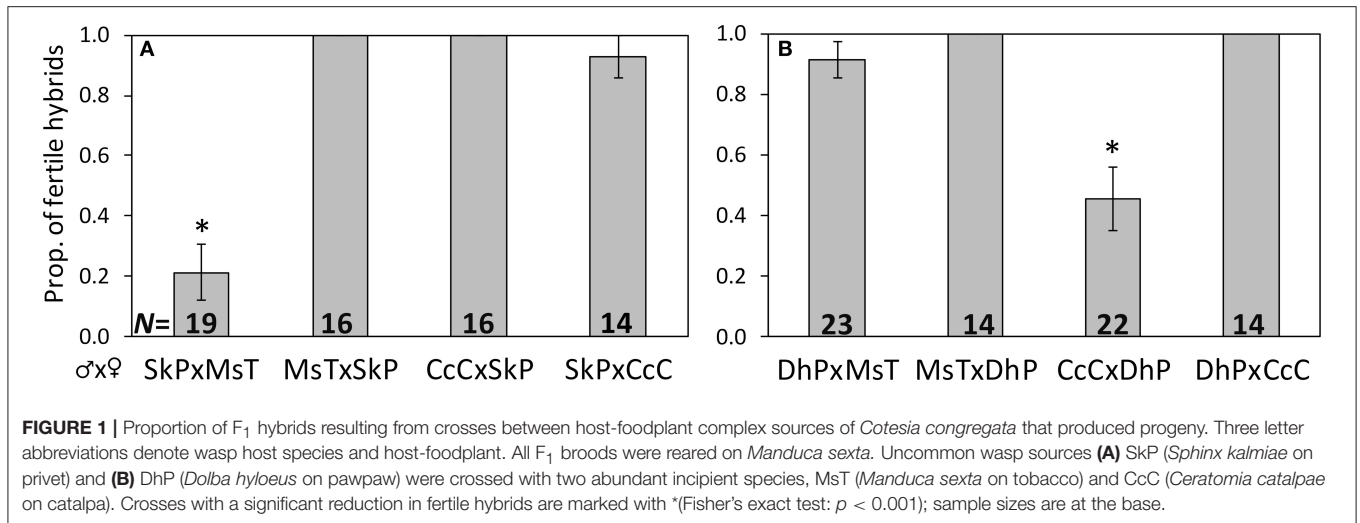 A
B
Prop. of fertile hybrids
1.0
0.8
0.6
0.4
0.2
0.0
*
N= 19 16 16 14
♂x♀ SkPxMsT MsTxSkP CcCxSkP SkPxCcC
1.0
0.8
0.6
0.4
0.2
0.0
*
23 14 22 14
DhPxMsT MsTxDhP CcCxDhP DhPxCcC
FIGURE 1 | Proportion of F1 hybrids resulting from crosses between host-foodplant complex sources of Cotesia congregata that produced progeny. Three letter
abbreviations denote wasp host species and host-foodplant. All F1 broods were reared on Manduca sexta. Uncommon wasp sources (A) SkP (Sphinx kalmiae on
privet) and (B) DhP (Dolba hyloeus on pawpaw) were crossed with two abundant incipient species, MsT (Manduca sexta on tobacco) and CcC (Ceratomia catalpae
on catalpa). Crosses with a significant reduction in fertile hybrids are marked with *(Fisher's exact test: p < 0.001); sample sizes are at the base.